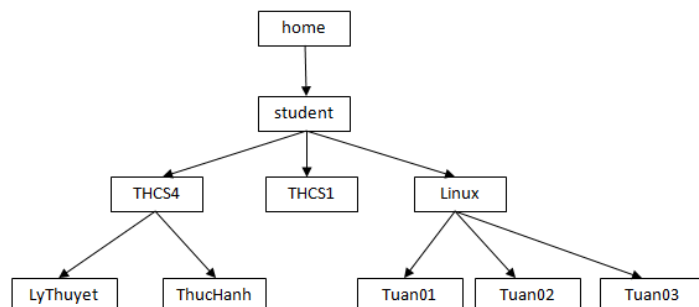 home
student
THCS4
THCS1
Linux
LyThuyet
ThucHanh
Tuan01
Tuan02
Tuan03